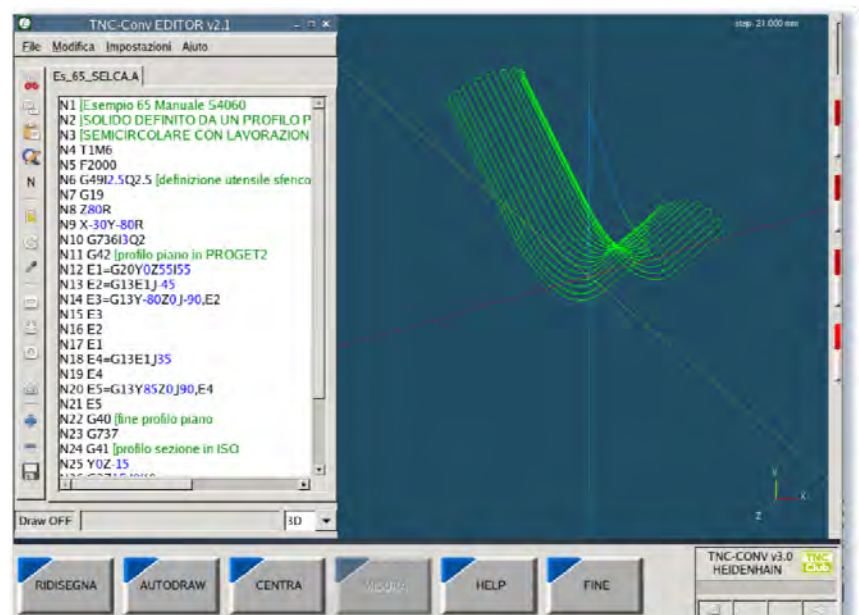 TNC-Conv EDITOR v2.1
step. 21.000 mm
File Modifica Impostazioni Aiuto
Es_65_SELCA.A
N1 [Esempio 65 Manuale S4060
N2 [SOLIDO DEFINITO DA UN PROFILO P
N3 [SEMICIRCOLARE CON LAVORAZION
N4 T1M6
N5 F2000
N6 G49I2.5Q2.5 [definizione utensile sferico
N7 G19
N8 Z80R
N9 X-30Y-80R
N10 G736I3Q2
N11 G42 [profilo piano in PROGET2
N12 E1=G20Y0Z55I55
N13 E2=G13E1J-45
N14 E3=G13Y-80Z0J-90,E2
N15 E3
N16 E2
N17 E1
N18 E4=G13E1J35
N19 E4
N20 E5=G13Y85Z0J90,E4
N21 E5
N22 G40 [fine profilo piano
N23 G737
N24 G41 [profilo sezione in ISO
N25 Y0Z-15
N
Y
X
Z
Draw OFF
3D
RIDISEGNA
AUTODRAW
CENTRA
MISURA
HELP
FINE
TNC-CONV v3.0
HEIDENHAIN
TNC
Club